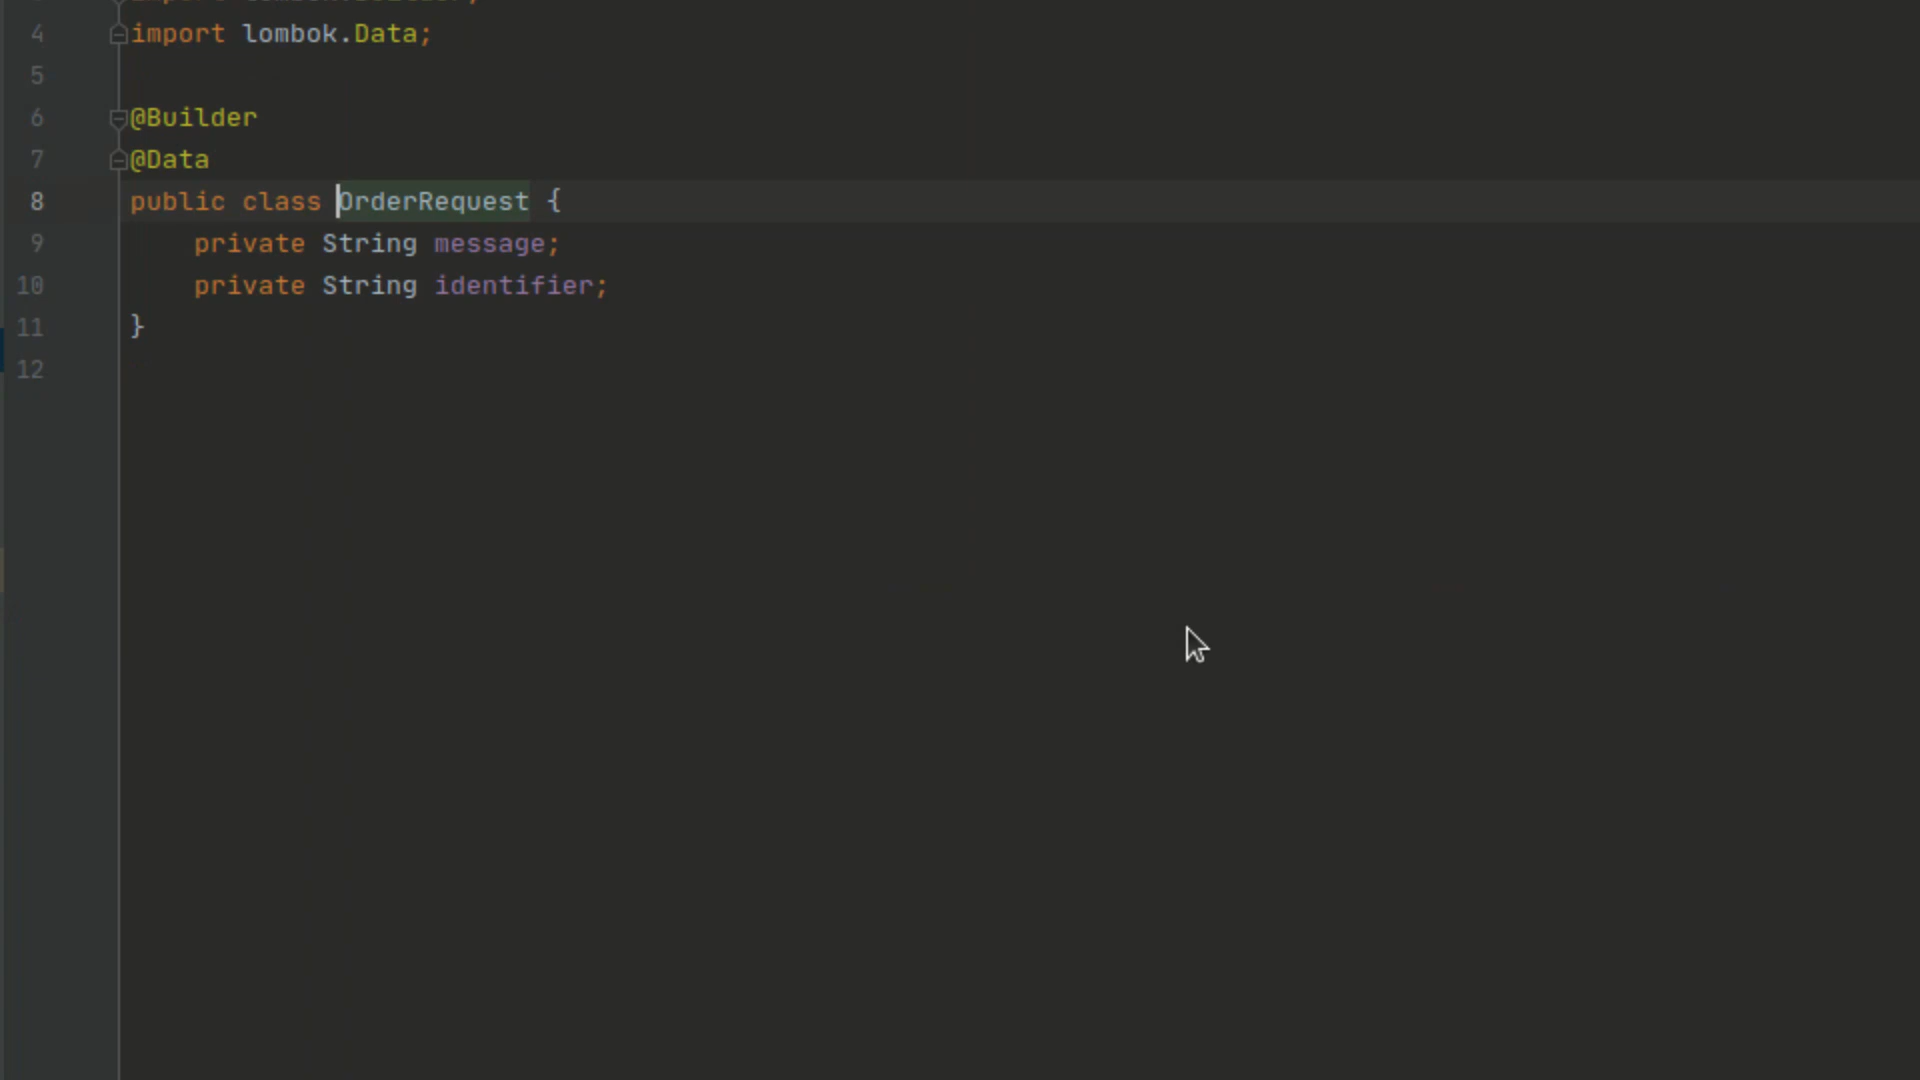 4 import lombok.Data;
5
6 @Builder
7 @Data
8 public class OrderRequest {
9 private String message;
10 private String identifier;
11 }
12